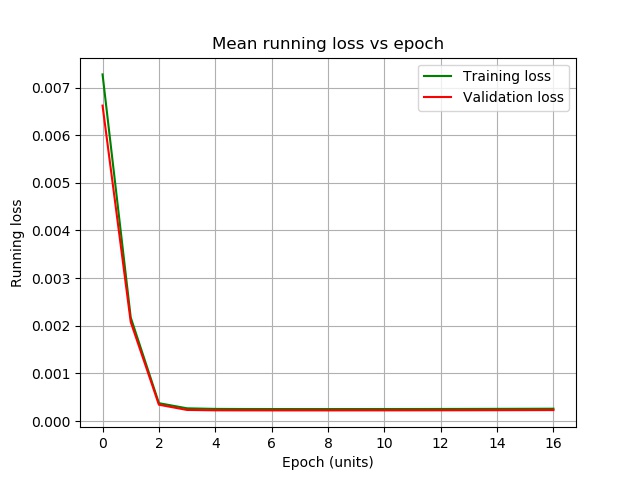 Mean running loss vs epoch
Training loss
Validation loss
0.007
0.006
0.005
0.004
0.003
0.002
0.001
0.000
Running loss
0 2 4 6 8 10 12 14 16
Epoch (units)